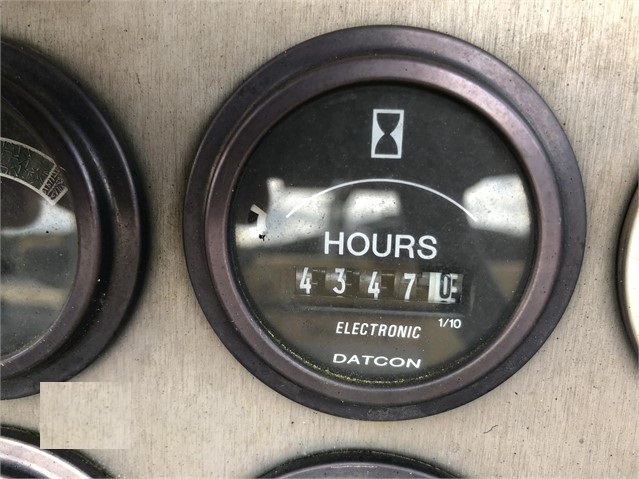 HOURS
43470
1/10
ELECTRONIC
DATCON